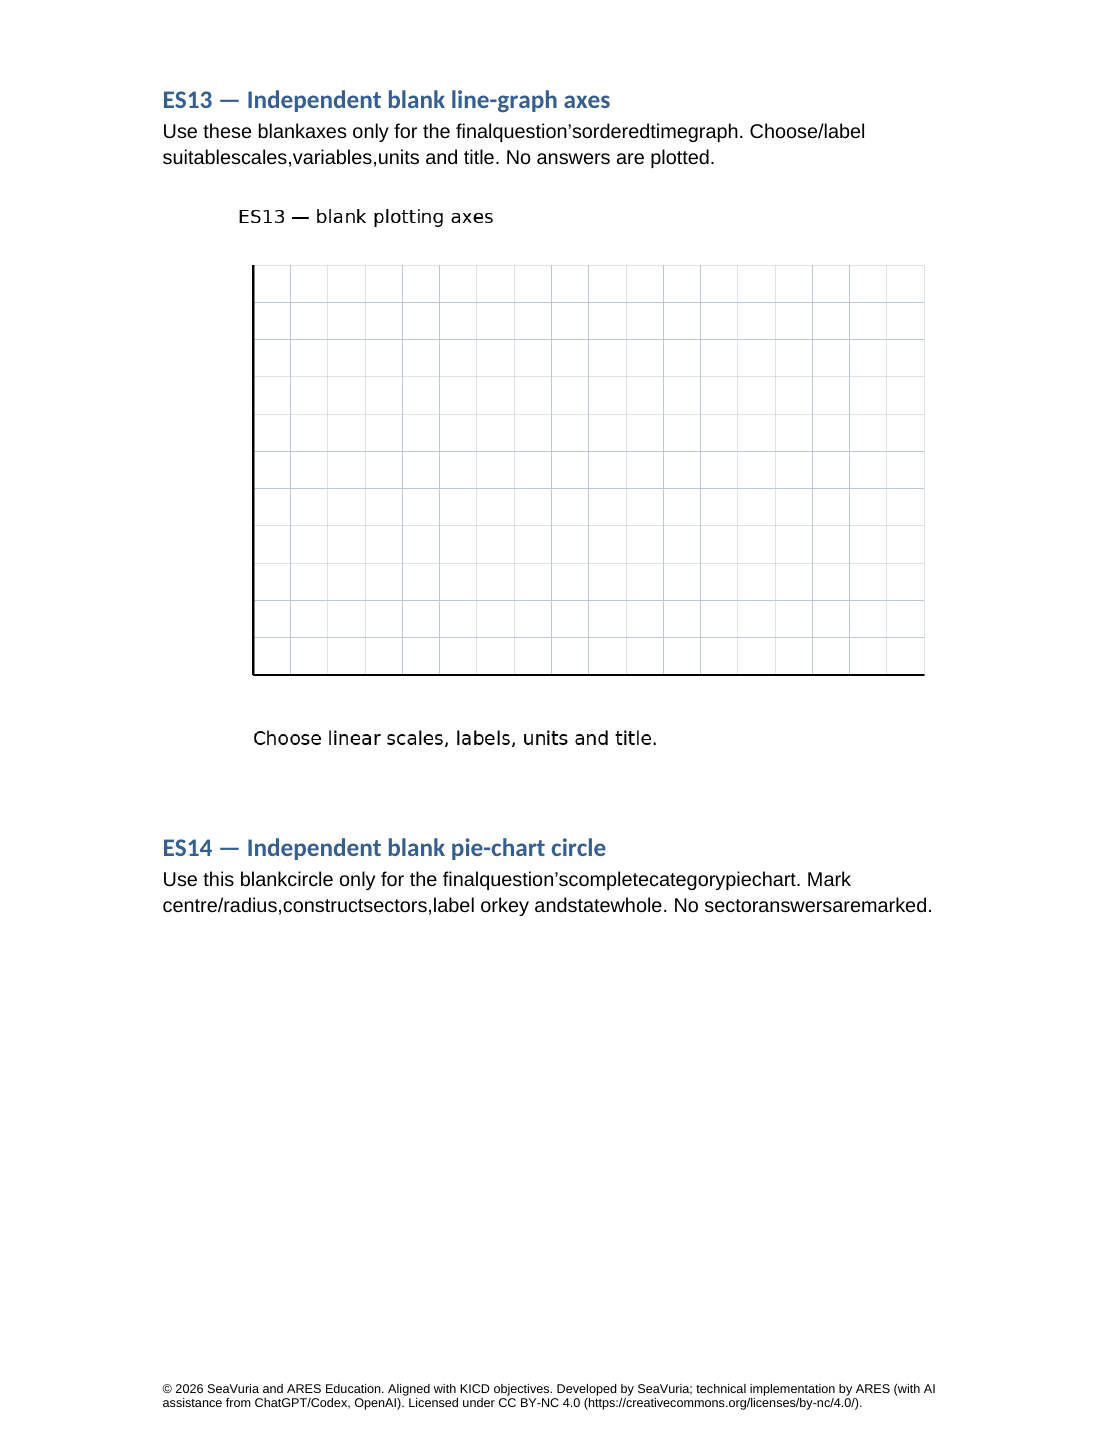 ES13 — Independent blank line-graph axes
Use these blankaxes only for the finalquestion’sorderedtimegraph. Choose/label
suitablescales,variables,units and title. No answers are plotted.
ES13 — blank plotting axes
Choose linear scales, labels, units and title.
ES14 — Independent blank pie-chart circle
Use this blankcircle only for the finalquestion’scompletecategorypiechart. Mark
centre/radius,constructsectors,label orkey andstatewhole. No sectoranswersaremarked.
© 2026 SeaVuria and ARES Education. Aligned with KICD objectives. Developed by SeaVuria; technical implementation by ARES (with AI
assistance from ChatGPT/Codex, OpenAI). Licensed under CC BY-NC 4.0 (https://creativecommons.org/licenses/by-nc/4.0/).